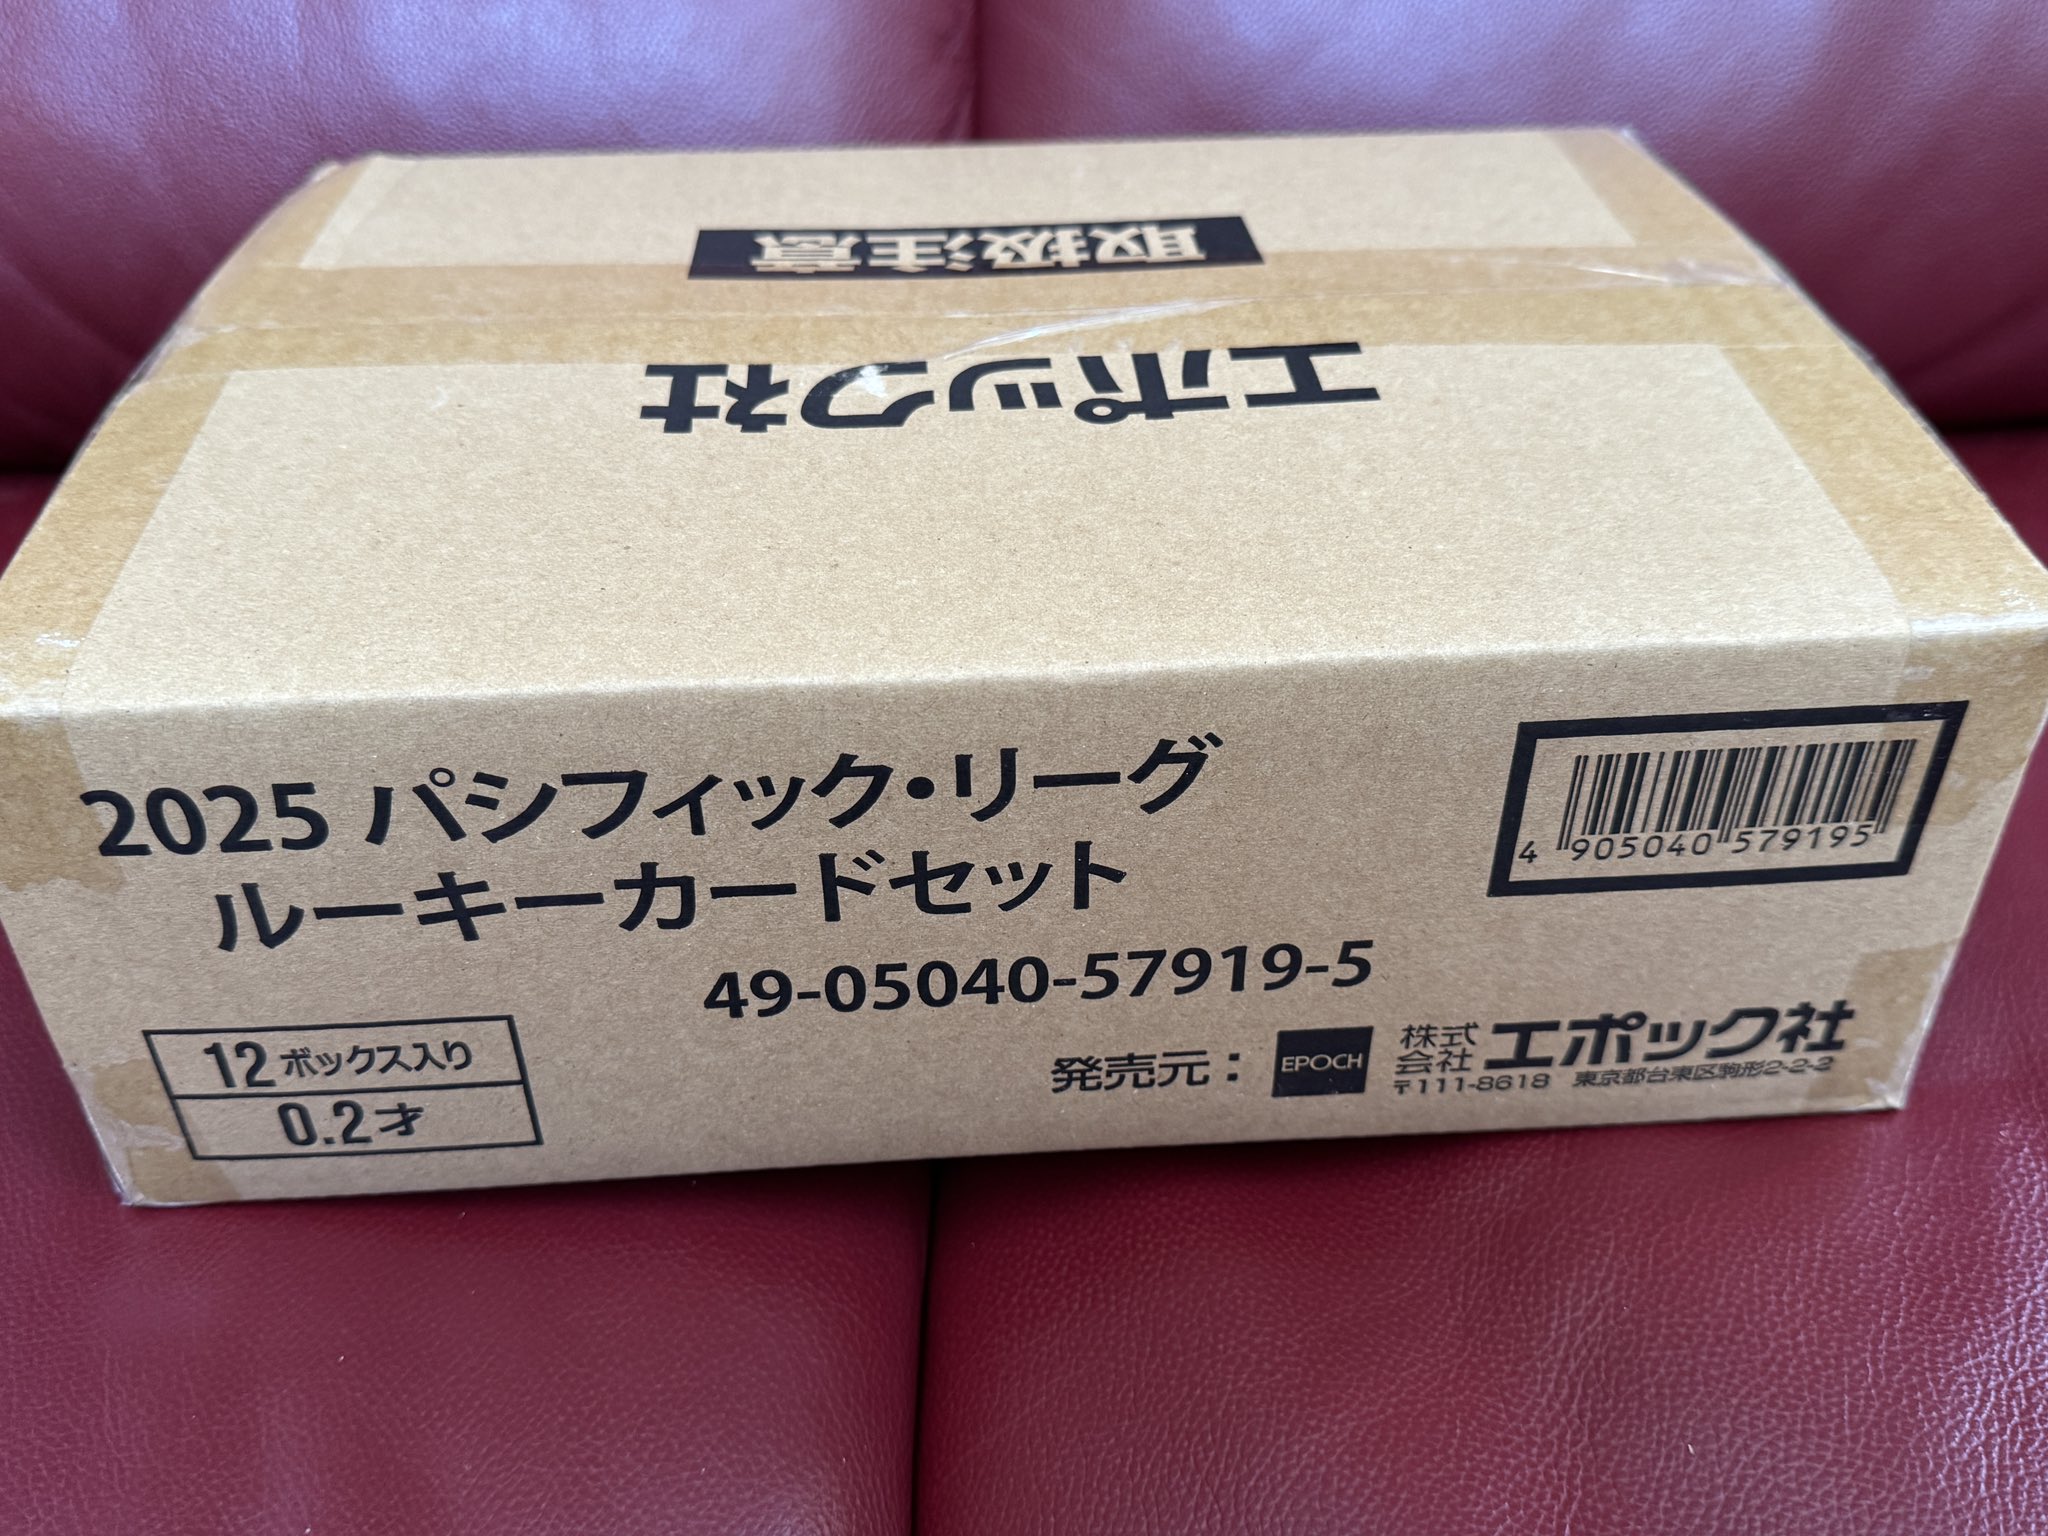 取扱注意
エポック社
2025 パシフィック・リーグ
ルーキーカードセット
49-05040-57919-5
4 905040 579195
12ボックス入り
0.2才
発売元：EPOCH 株式会社 エポック社
〒111-8618 東京都台東区駒形2-2-2